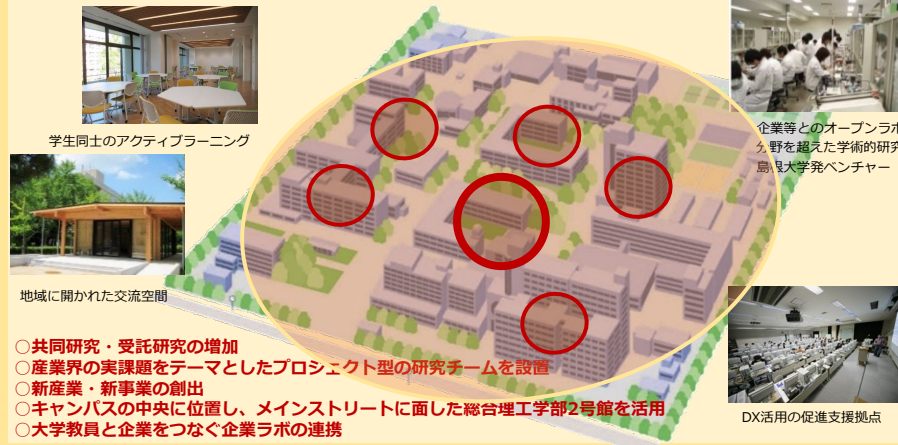 学生同士のアクティブラーニング
企業等とのオープンラボ
分野を超えた学術的研究
島根大学発ベンチャー
地域に開かれた交流空間
○共同研究・受託研究の増加
○産業界の実課題をテーマとしたプロジェクト型の研究チームを設置
○新産業・新事業の創出
○キャンパスの中央に位置し、メインストリートに面した総合理工学部2号館を活用
○大学教員と企業をつなぐ企業ラボの連携
DX活用の促進支援拠点